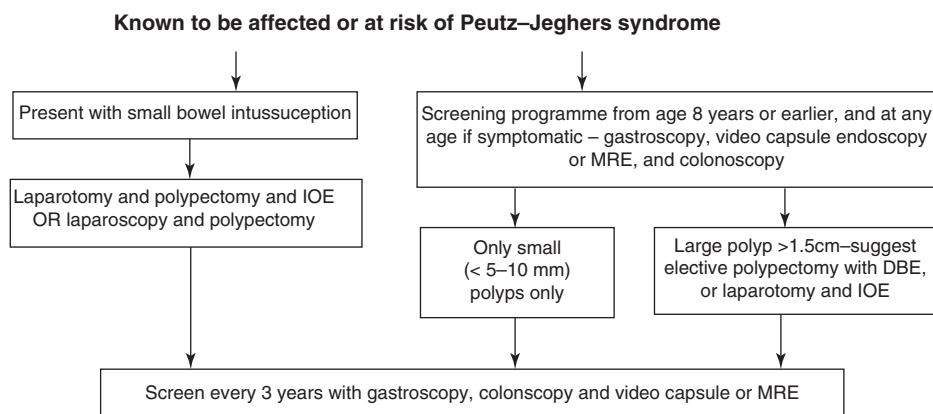 Known to be affected or at risk of Peutz–Jeghers syndrome
Present with small bowel intussuception
Screening programme from age 8 years or earlier, and at any
age if symptomatic – gastroscopy, video capsule endoscopy
or MRE, and colonoscopy
Laparotomy and polypectomy and IOE
OR laparoscopy and polypectomy
Only small
(< 5–10 mm)
polyps only
Large polyp >1.5cm–suggest
elective polypectomy with DBE,
or laparotomy and IOE
Screen every 3 years with gastroscopy, colonscopy and video capsule or MRE